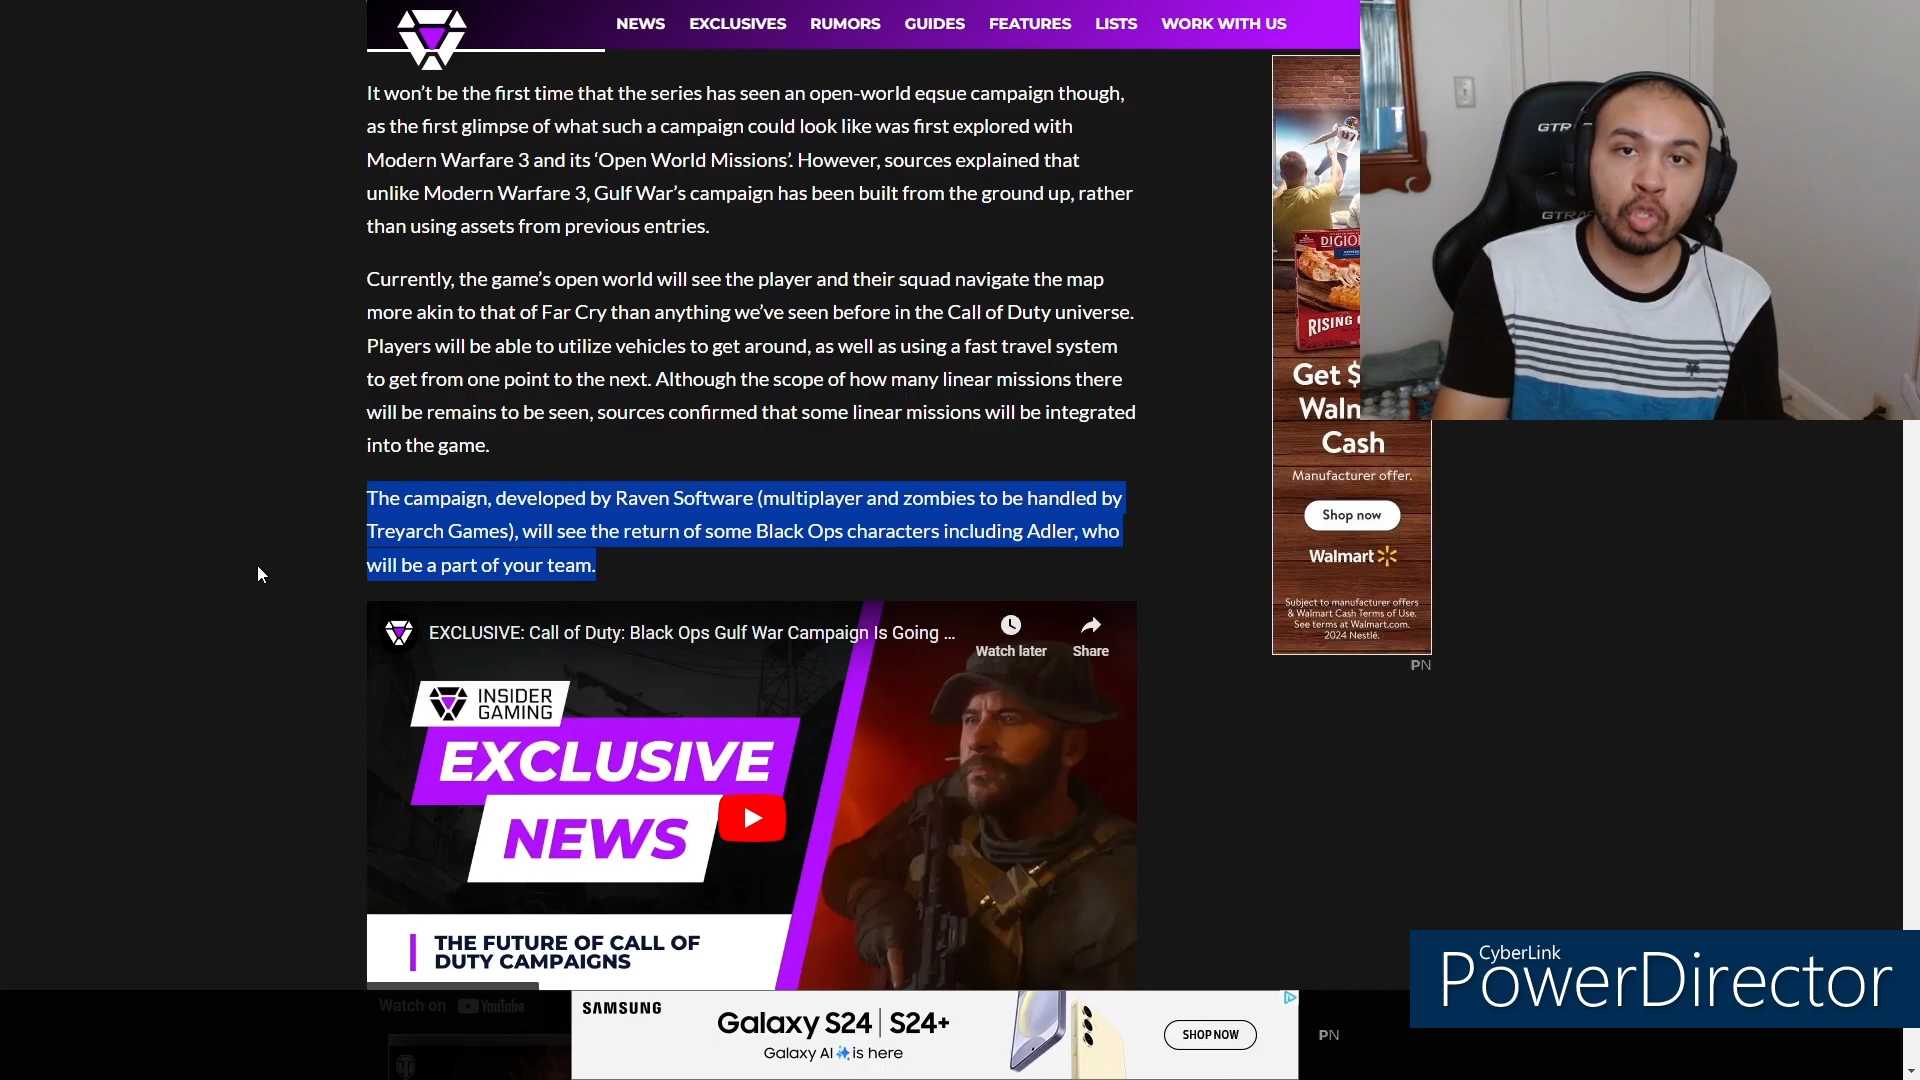 NEWS EXCLUSIVES RUMORS GUIDES FEATURES LISTS WORK WITH US
It won't be the first time that the series has seen an open-world eqsue campaign though,
as the first glimpse of what such a campaign could look like was first explored with
Modern Warfare 3 and its ‘Open World Missions’. However, sources explained that
unlike Modern Warfare 3, Gulf War’s campaign has been built from the ground up, rather
than using assets from previous entries.
Currently, the game’s open world will see the player and their squad navigate the map
more akin to that of Far Cry than anything we’ve seen before in the Call of Duty universe.
Players will be able to utilize vehicles to get around, as well as using a fast travel system
to get from one point to the next. Although the scope of how many linear missions there
will be remains to be seen, sources confirmed that some linear missions will be integrated
into the game.
The campaign, developed by Raven Software (multiplayer and zombies to be handled by
Treyarch Games), will see the return of some Black Ops characters including Adler, who
will be a part of your team.
EXCLUSIVE: Call of Duty: Black Ops Gulf War Campaign Is Going ...
Watch later
Share
INSIDER
GAMING
EXCLUSIVE
NEWS
THE FUTURE OF CALL OF
DUTY CAMPAIGNS
Watch on YouTube
87
DIGIO
RISING
Get $
Waln
Cash
Manufacturer offer.
Shop now
Walmart
Subject to manufacturer offers
& Walmart Cash Terms of Use.
See terms at Walmart.com.
2024 Nestlé.
PN
GTR
GTR
SAMSUNG
Galaxy S24 | S24+
Galaxy AI is here
SHOP NOW
PN
CyberLink
PowerDirector